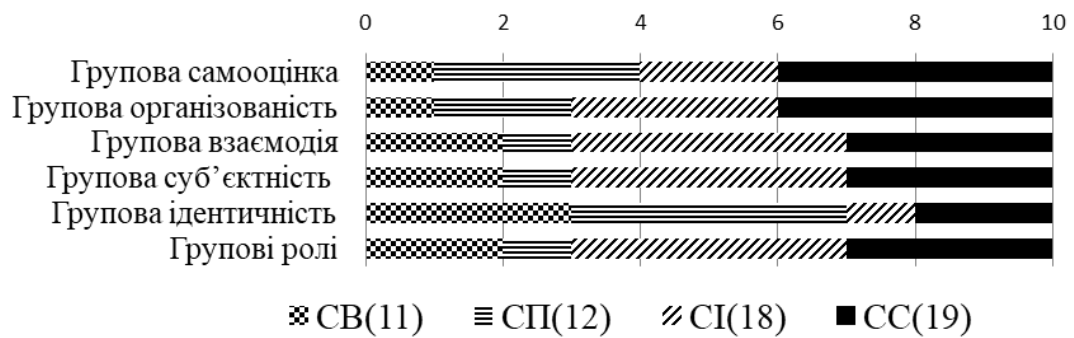 0 2 4 6 8 10
Групова самооцінка
Групова організованість
Групова взаємодія
Групова суб’єктність
Групова ідентичність
Групові ролі
СВ(11) СП(12) СІ(18) СС(19)